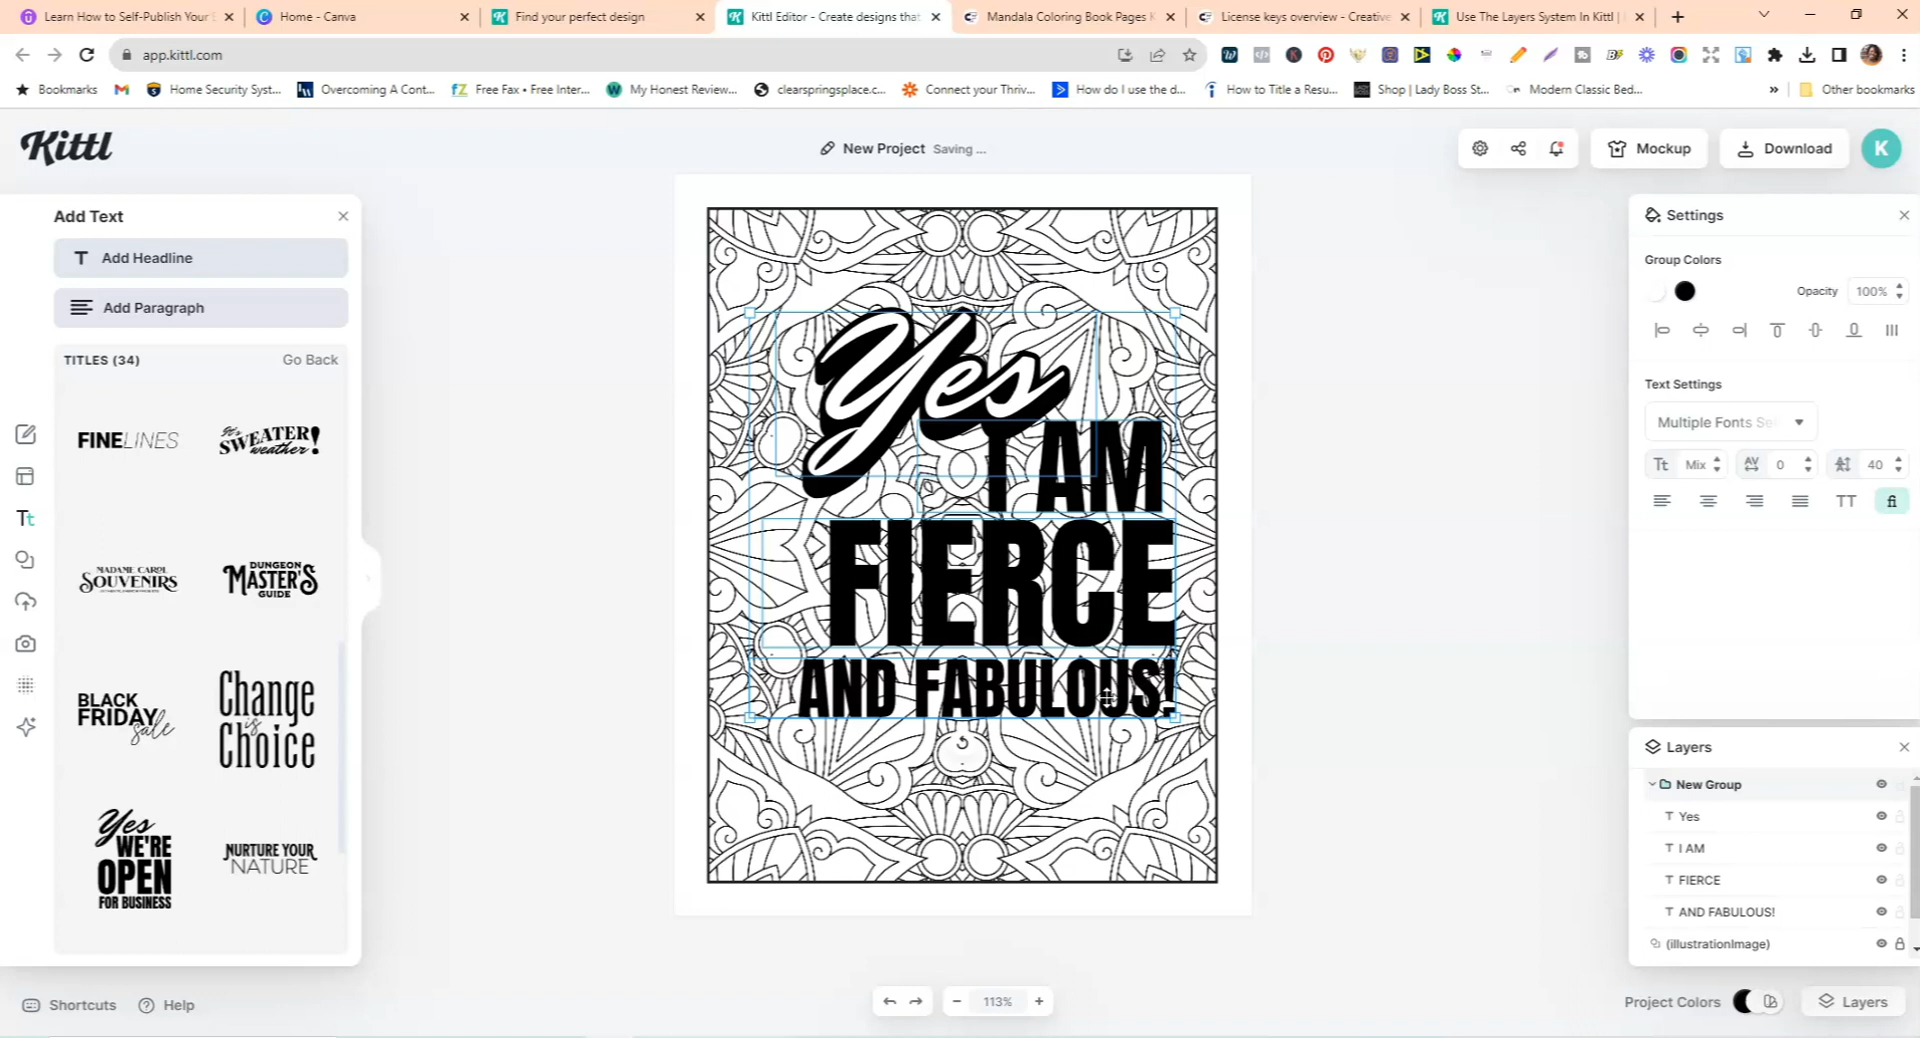 Learn How to Self-Publish Your
Home - Canva
Find your perfect design
Kittl Editor - Create designs that
Mandala Coloring Book Pages
License keys overview - Creative
Use The Layers System In Kittl |
app.kittl.com
Bookmarks
Home Security Syst...
Overcoming A Cont...
Free Fax • Free Inter...
My Honest Review...
clearspringsplace.c...
Connect your Thriv...
How do I use the d...
How to Title a Resu...
Shop | Lady Boss St...
Modern Classic Bed...
Other bookmarks
Kittl
New Project Saving ...
Mockup
Download
K
Add Text
Add Headline
Add Paragraph
TITLES (34) Go Back
FINELINES
It's SWEATER weather!
MADAME CAROL
SOUVENIRS
DUNGEON
MASTER'S
GUIDE
BLACK
FRIDAY
sale
Change
is
Choice
Yes
WE'RE
OPEN
FOR BUSINESS
NURTURE YOUR
NATURE
Yes
I AM
FIERCE
AND FABULOUS!
Settings
Group Colors
Opacity 100%
Text Settings
Multiple Fonts Se
Tt Mix AV 0 40
TT fi
Layers
New Group
T Yes
T I AM
T FIERCE
T AND FABULOUS!
(illustrationImage)
Shortcuts
Help
113%
Project Colors
Layers